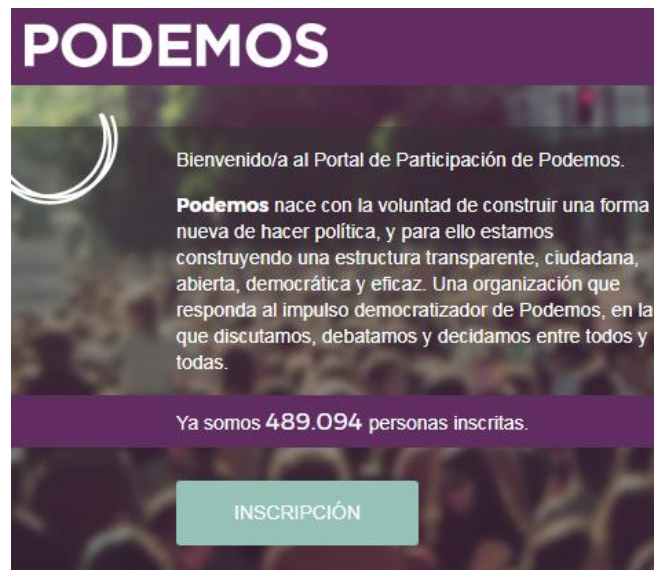 PODEMOS
Bienvenido/a al Portal de Participación de Podemos.
Podemos nace con la voluntad de construir una forma
nueva de hacer política, y para ello estamos
construyendo una estructura transparente, ciudadana,
abierta, democrática y eficaz. Una organización que
responda al impulso democratizador de Podemos, en la
que discutamos, debatamos y decidamos entre todos y
todas.
Ya somos 489.094 personas inscritas.
INSCRIPCIÓN